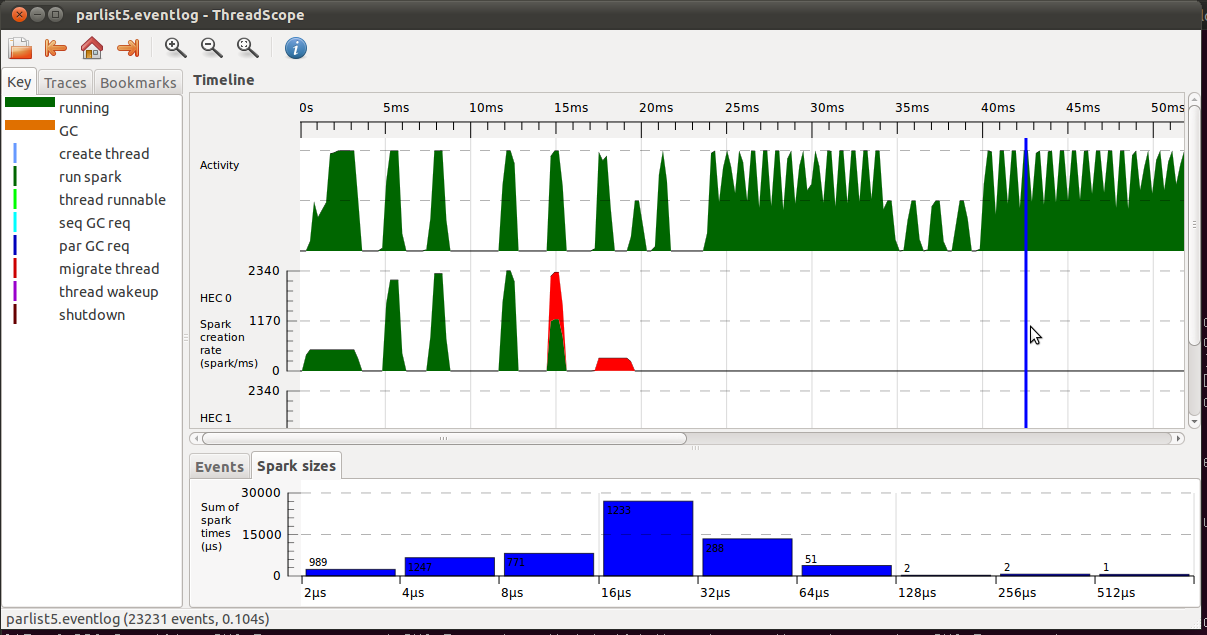 parlist5.eventlog - ThreadScope
Key Traces Bookmarks
running
GC
create thread
run spark
thread runnable
seq GC req
par GC req
migrate thread
thread wakeup
shutdown
Timeline
0s 5ms 10ms 15ms 20ms 25ms 30ms 35ms 40ms 45ms 50ms
Activity
2340
HEC 0
1170
Spark
creation
rate
(spark/ms)
0
2340
HEC 1
Events Spark sizes
30000
Sum of
spark
times
(µs)
15000
0
989 1247 771 1237 288 51 2 2 1
2µs 4µs 8µs 16µs 32µs 64µs 128µs 256µs 512µs
parlist5.eventlog (23231 events, 0.104s)